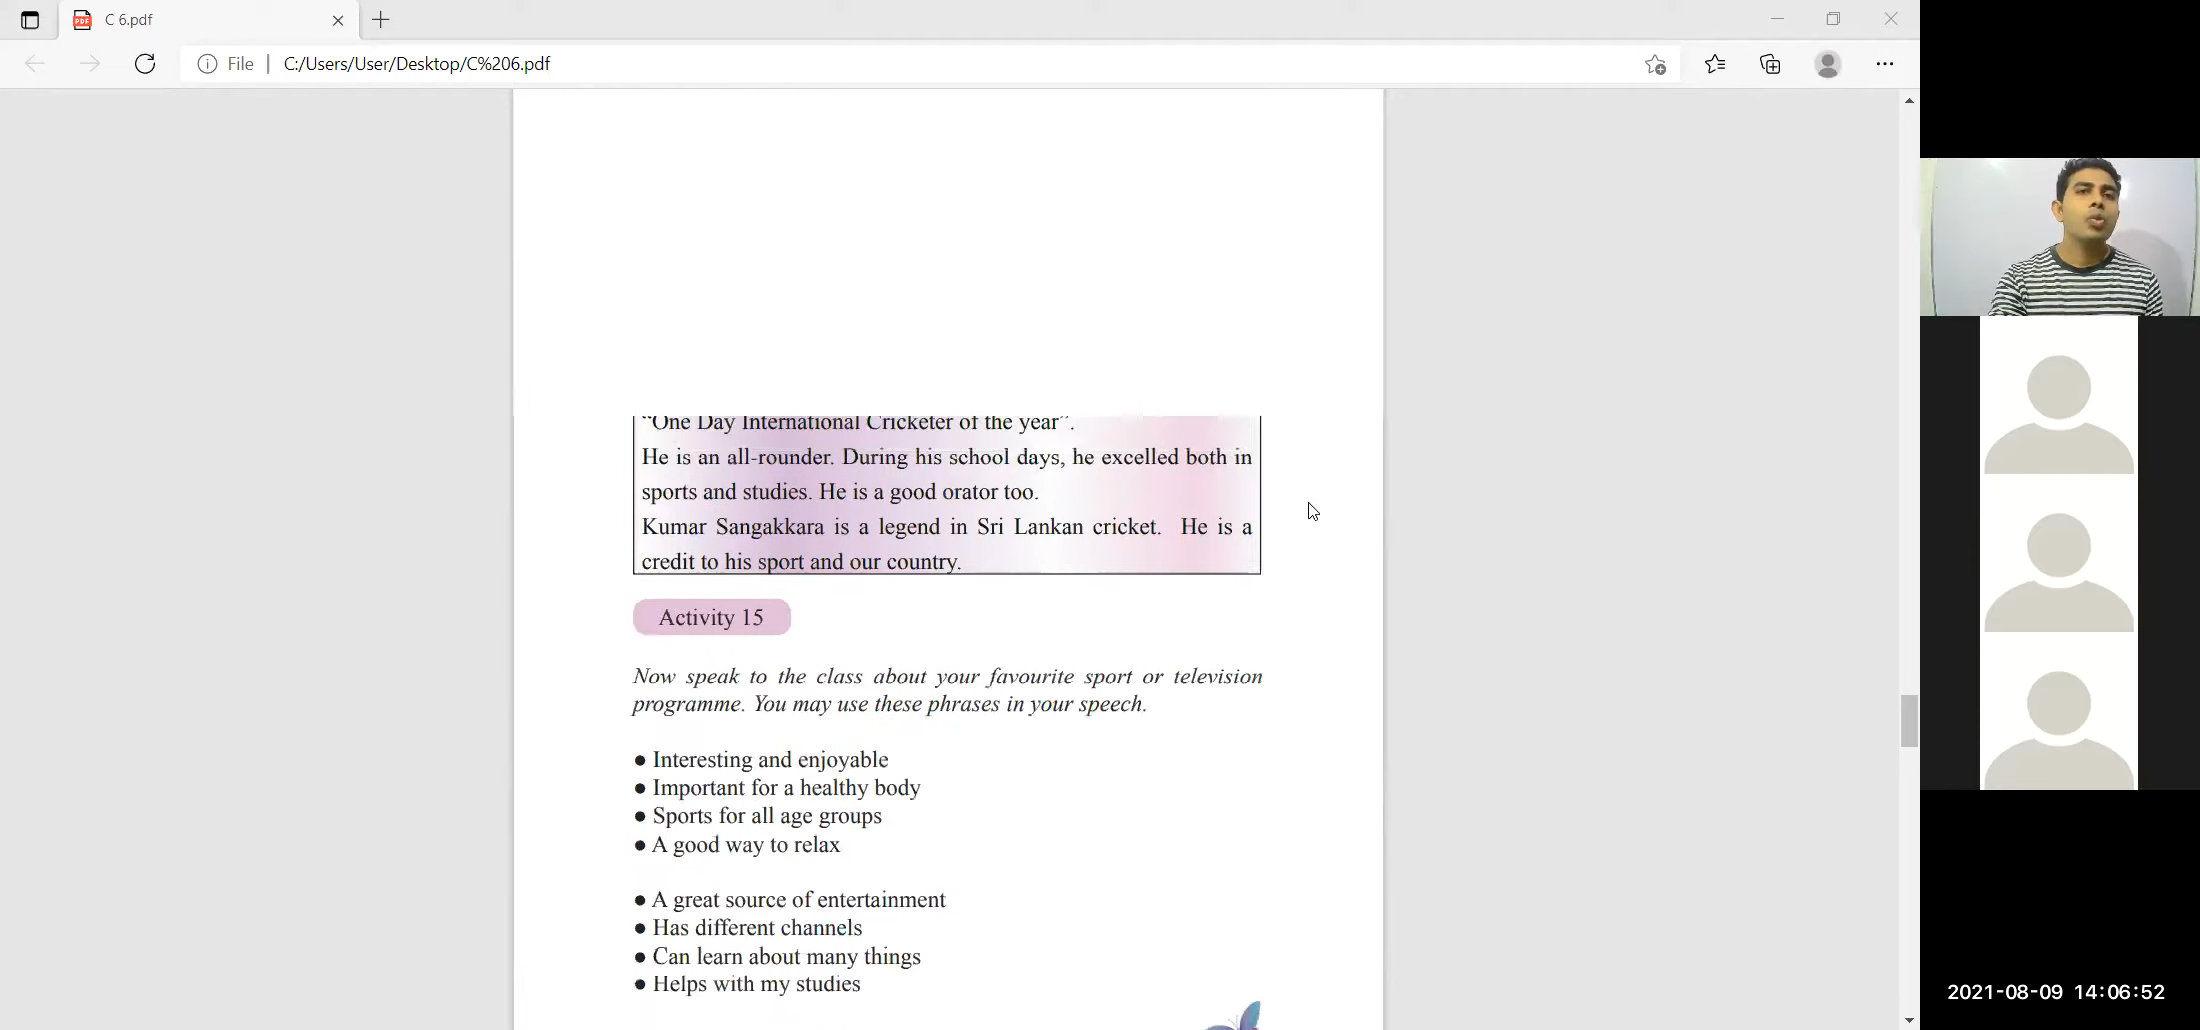 C 6.pdf
File | C:/Users/User/Desktop/C%206.pdf
“One Day International Cricketer of the year”.
He is an all-rounder. During his school days, he excelled both in
sports and studies. He is a good orator too.
Kumar Sangakkara is a legend in Sri Lankan cricket. He is a
credit to his sport and our country.
Activity 15
Now speak to the class about your favourite sport or television
programme. You may use these phrases in your speech.
● Interesting and enjoyable
● Important for a healthy body
● Sports for all age groups
● A good way to relax
● A great source of entertainment
● Has different channels
● Can learn about many things
● Helps with my studies
2021-08-09 14:06:52